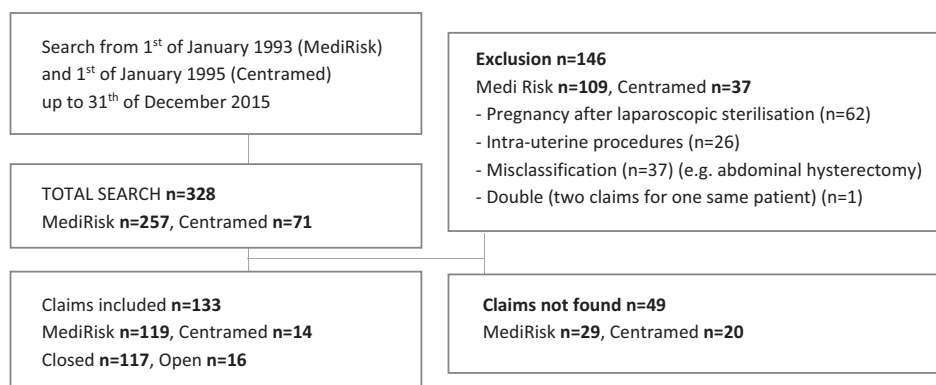 Search from 1st of January 1993 (MediRisk)
and 1st of January 1995 (Centramed)
up to 31th of December 2015
TOTAL SEARCH n=328
MediRisk n=257, Centramed n=71
Claims included n=133
MediRisk n=119, Centramed n=14
Closed n=117, Open n=16
Exclusion n=146
Medi Risk n=109, Centramed n=37
- Pregnancy after laparoscopic sterilisation (n=62)
- Intra-uterine procedures (n=26)
- Misclassification (n=37) (e.g. abdominal hysterectomy)
- Double (two claims for one same patient) (n=1)
Claims not found n=49
MediRisk n=29, Centramed n=20